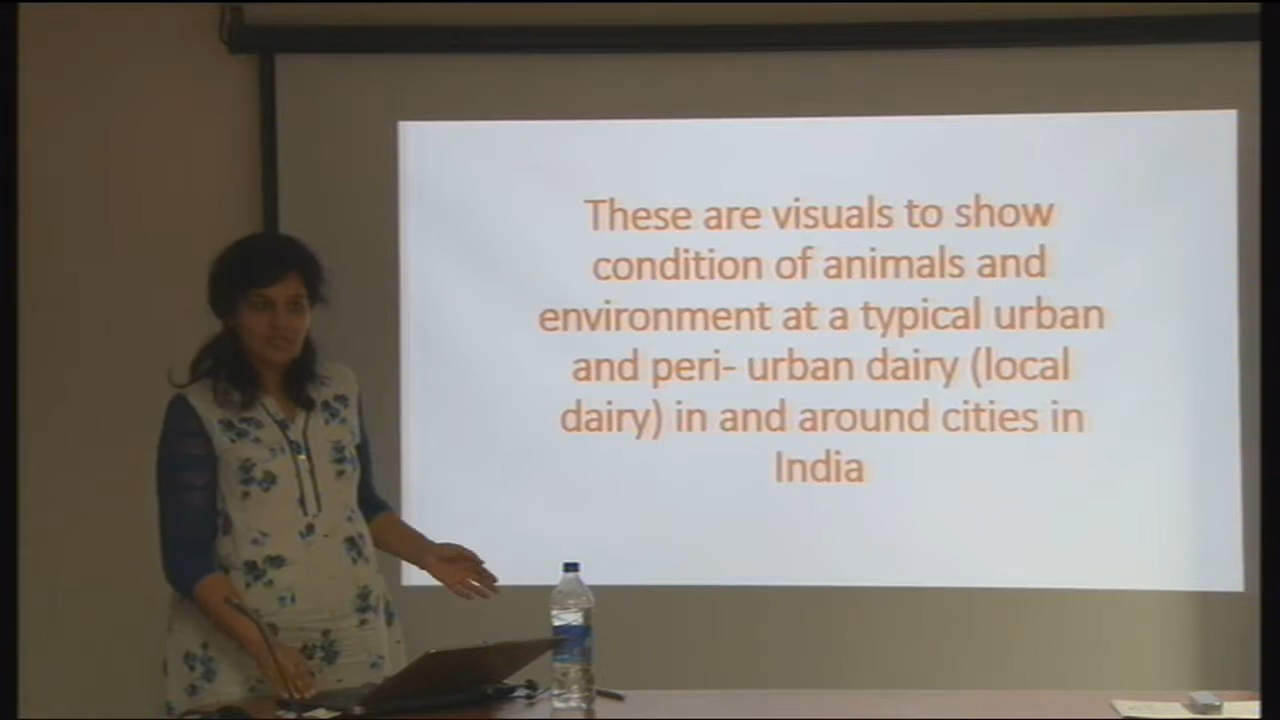 These are visuals to show
condition of animals and
environment at a typical urban
and peri- urban dairy (local
dairy) in and around cities in
India